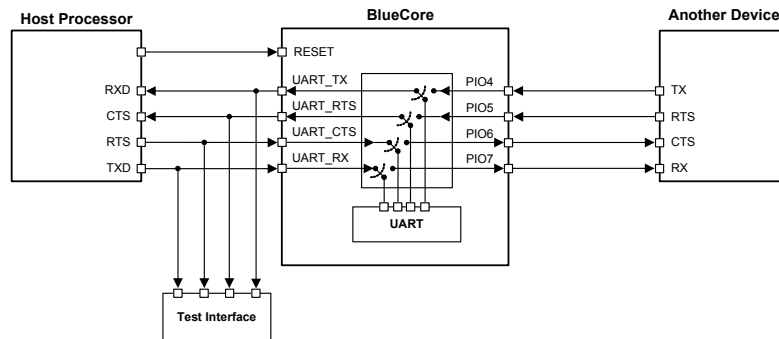 Host Processor
BlueCore
Another Device
RESET
RXD
UART_TX
PIO4
TX
CTS
UART_RTS
PIO5
RTS
RTS
UART_CTS
PIO6
CTS
TXD
UART_RX
PIO7
RX
UART
Test Interface